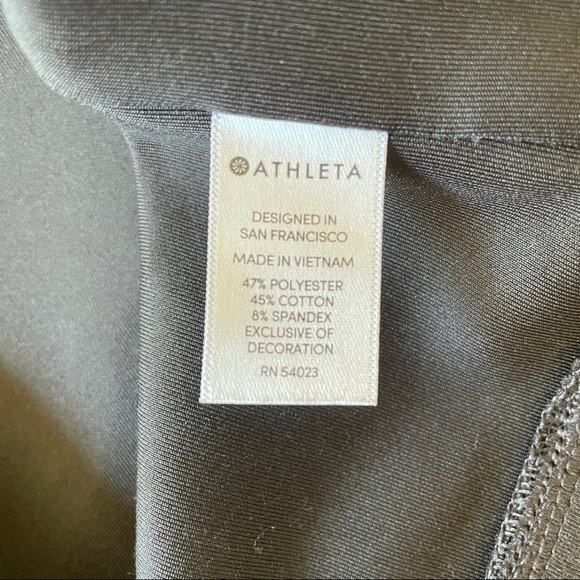 ATHLETA
DESIGNED IN
SAN FRANCISCO
MADE IN VIETNAM
47% POLYESTER
45% COTTON
8% SPANDEX
EXCLUSIVE OF
DECORATION
RN 54023